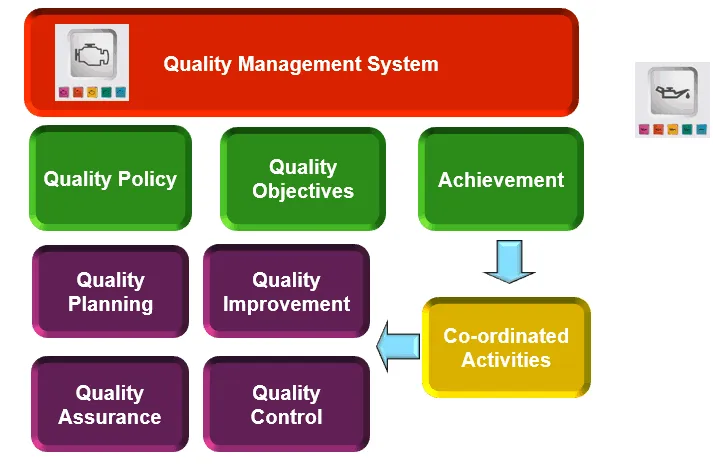 Quality Management System
Quality Policy
Quality
Objectives
Achievement
Quality
Planning
Quality
Improvement
Co-ordinated
Activities
Quality
Assurance
Quality
Control